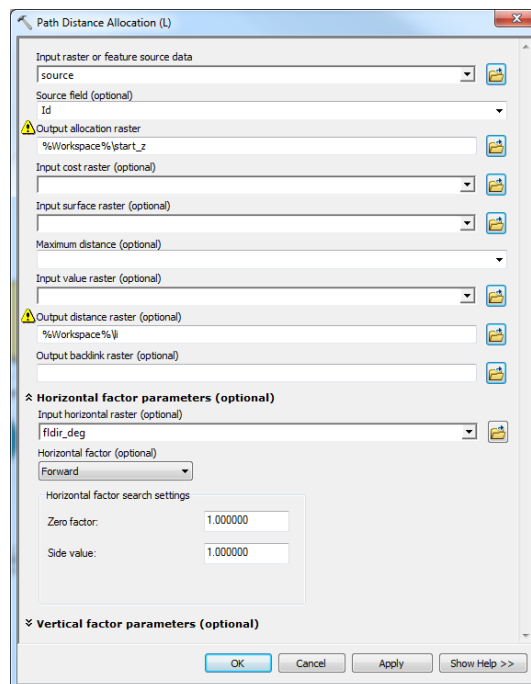 Path Distance Allocation (L)
Input raster or feature source data
source
Source field (optional)
Id
Output allocation raster
%Workspace%\start_z
Input cost raster (optional)
Input surface raster (optional)
Maximum distance (optional)
Input value raster (optional)
Output distance raster (optional)
%Workspace%\li
Output backlink raster (optional)
Horizontal factor parameters (optional)
Input horizontal raster (optional)
fldir_deg
Horizontal factor (optional)
Forward
Horizontal factor search settings
Zero factor: 1.000000
Side value: 1.000000
Vertical factor parameters (optional)
OK Cancel Apply Show Help >>